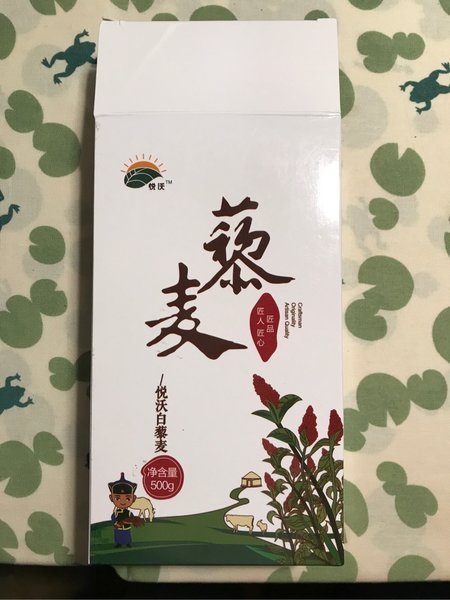 悦沃™
藜麦
匠品
匠人匠心
Craftsman
Originality
Artisan Quality
悦沃白藜麦
净含量
500g